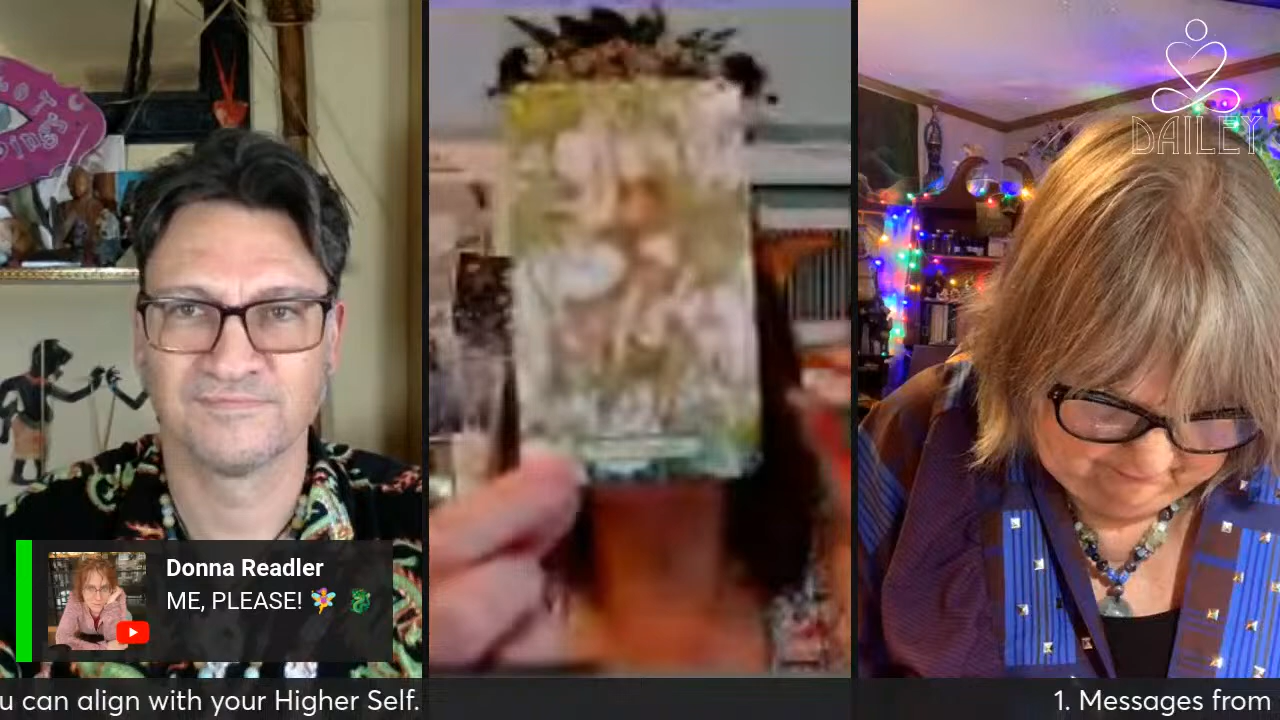 DAILEY
Donna Readler
ME, PLEASE! 🧚 🐉
u can align with your Higher Self.
1. Messages from